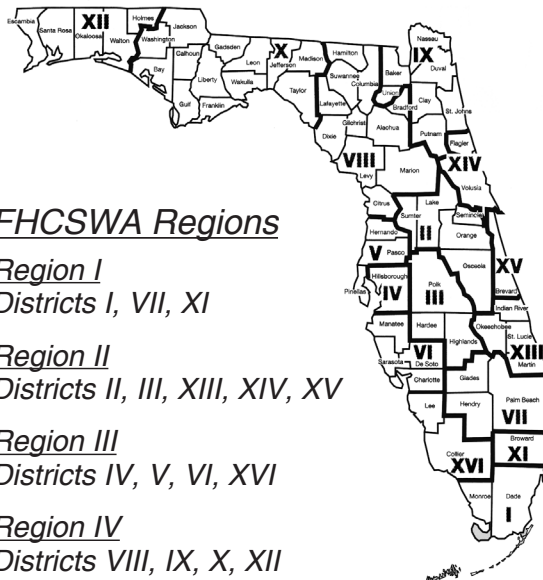 XII
Holmes
Jackson
Escambia
Santa Rosa
Okaloosa
Walton
Washington
Bay
Calhoun
Gulf
Liberty
Franklin
Gadsden
Leon
Wakulla
X
Jefferson
Madison
Taylor
Hamilton
Suwannee
Columbia
Lafayette
Dixie
Baker
Union
Bradford
IX
Nassau
Duval
Clay
St. Johns
Gilchrist
Alachua
Putnam
Flagler
VIII
Levy
Marion
XIV
Volusia
Citrus
Sumter
Lake
Seminole
II
Orange
Hernando
V
Pasco
Osceola
XV
Brevard
Pinellas
Hillsborough
IV
Polk
III
Indian River
Manatee
Hardee
Highlands
Okeechobee
St. Lucie
XIII
Martin
Sarasota
VI
De Soto
Charlotte
Glades
Lee
Hendry
Palm Beach
VII
Broward
XI
Collier
XVI
Monroe
Dade
I
FHCSWA Regions
Region I
Districts I, VII, XI
Region II
Districts II, III, XIII, XIV, XV
Region III
Districts IV, V, VI, XVI
Region IV
Districts VIII, IX, X, XII